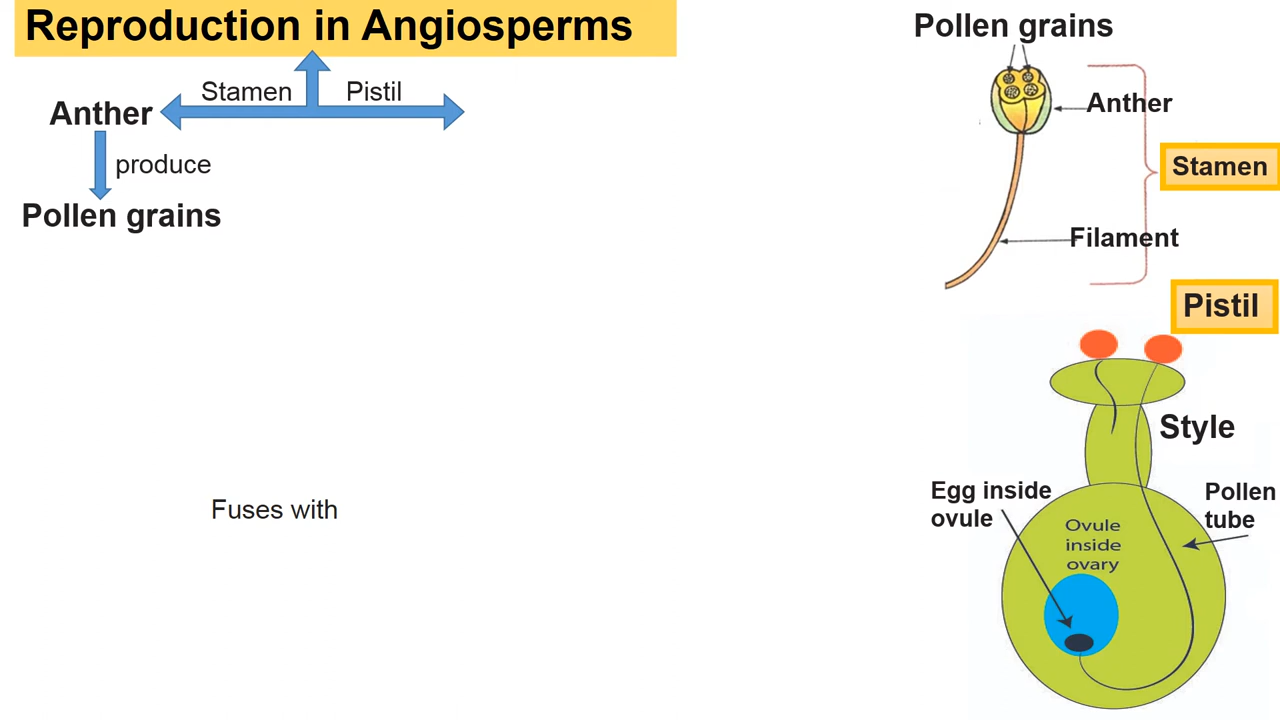 Reproduction in Angiosperms
Stamen
Pistil
Anther
produce
Pollen grains
Fuses with
Pollen grains
Anther
Stamen
Filament
Pistil
Style
Egg inside
ovule
Pollen
tube
Ovule
inside
ovary